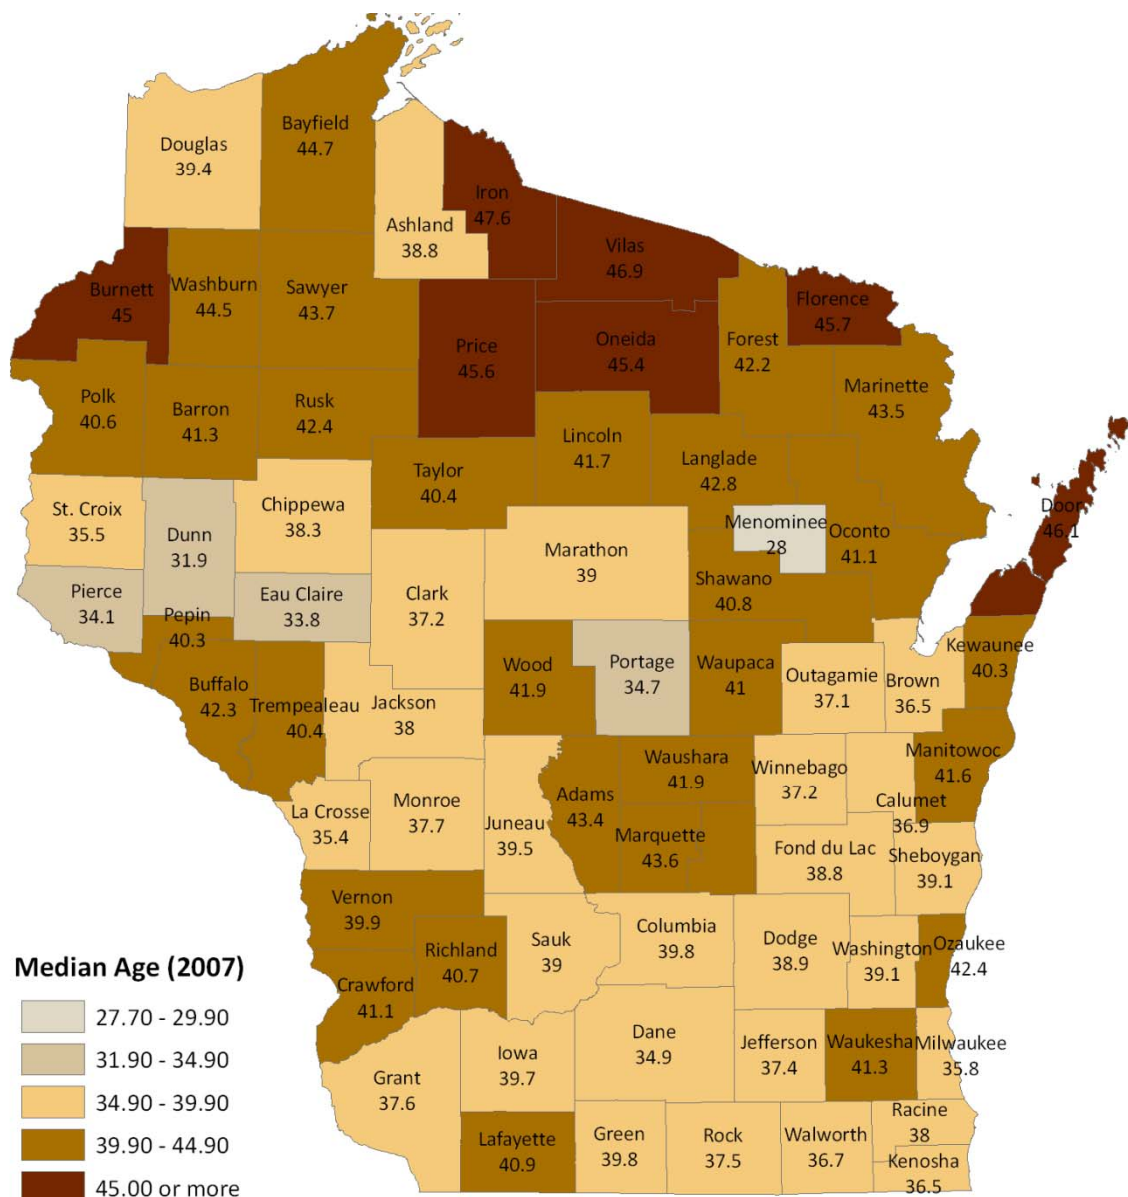 Douglas
39.4
Bayfield
44.7
Ashland
38.8
Iron
47.6
Vilas
46.9
Burnett
45
Washburn
44.5
Sawyer
43.7
Price
45.6
Oneida
45.4
Forest
42.2
Florence
45.7
Marinette
43.5
Polk
40.6
Barron
41.3
Rusk
42.4
Taylor
40.4
Lincoln
41.7
Langlade
42.8
Menominee
28
Oconto
41.1
Door
46.1
St. Croix
35.5
Dunn
31.9
Chippewa
38.3
Marathon
39
Shawano
40.8
Pierce
34.1
Pepin
40.3
Eau Claire
33.8
Clark
37.2
Wood
41.9
Portage
34.7
Waupaca
41
Outagamie
37.1
Brown
36.5
Kewaunee
40.3
Buffalo
42.3
Trempealeau
40.4
Jackson
38
La Crosse
35.4
Monroe
37.7
Juneau
39.5
Adams
43.4
Waushara
41.9
Marquette
43.6
Winnebago
37.2
Calumet
36.9
Manitowoc
41.6
Fond du Lac
38.8
Sheboygan
39.1
Vernon
39.9
Richland
40.7
Crawford
41.1
Sauk
39
Columbia
39.8
Dodge
38.9
Washington
39.1
Ozaukee
42.4
Grant
37.6
Iowa
39.7
Dane
34.9
Jefferson
37.4
Waukesha
41.3
Milwaukee
35.8
Lafayette
40.9
Green
39.8
Rock
37.5
Walworth
36.7
Racine
38
Kenosha
36.5
Median Age (2007)
27.70 - 29.90
31.90 - 34.90
34.90 - 39.90
39.90 - 44.90
45.00 or more